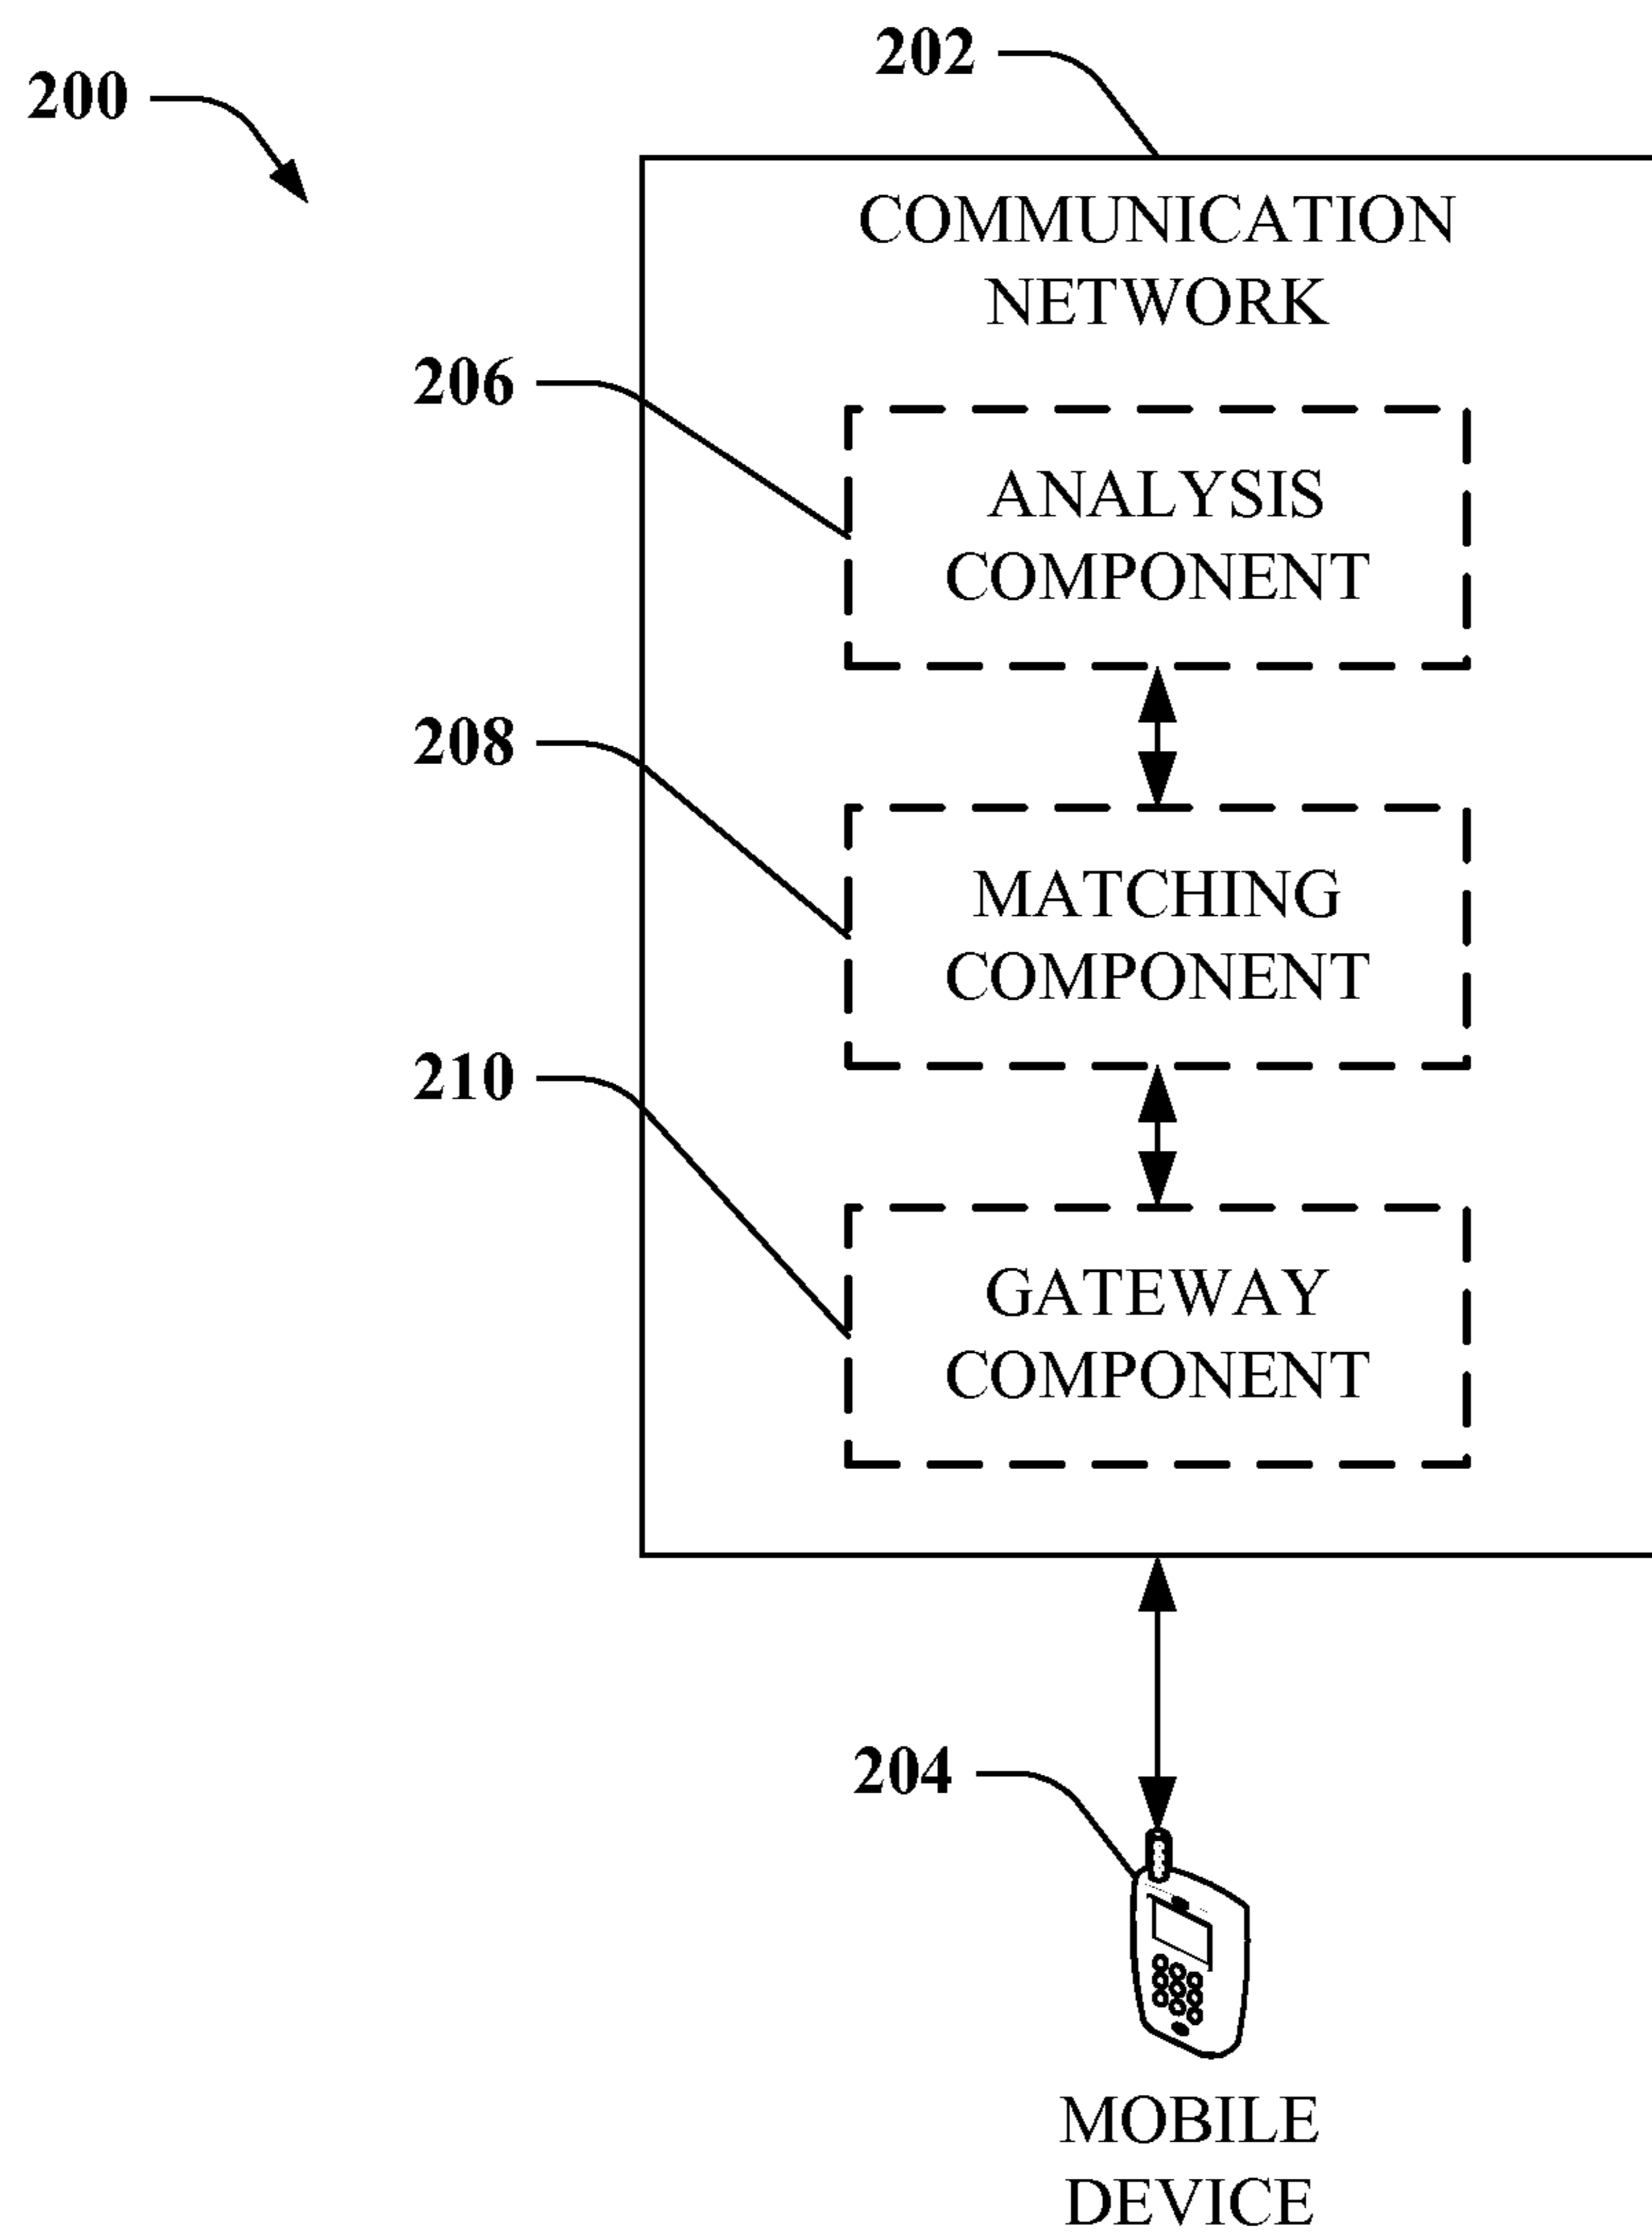 202
200
COMMUNICATION
NETWORK
206
ANALYSIS
COMPONENT
208
MATCHING
COMPONENT
210
GATEWAY
COMPONENT
204
MOBILE
DEVICE